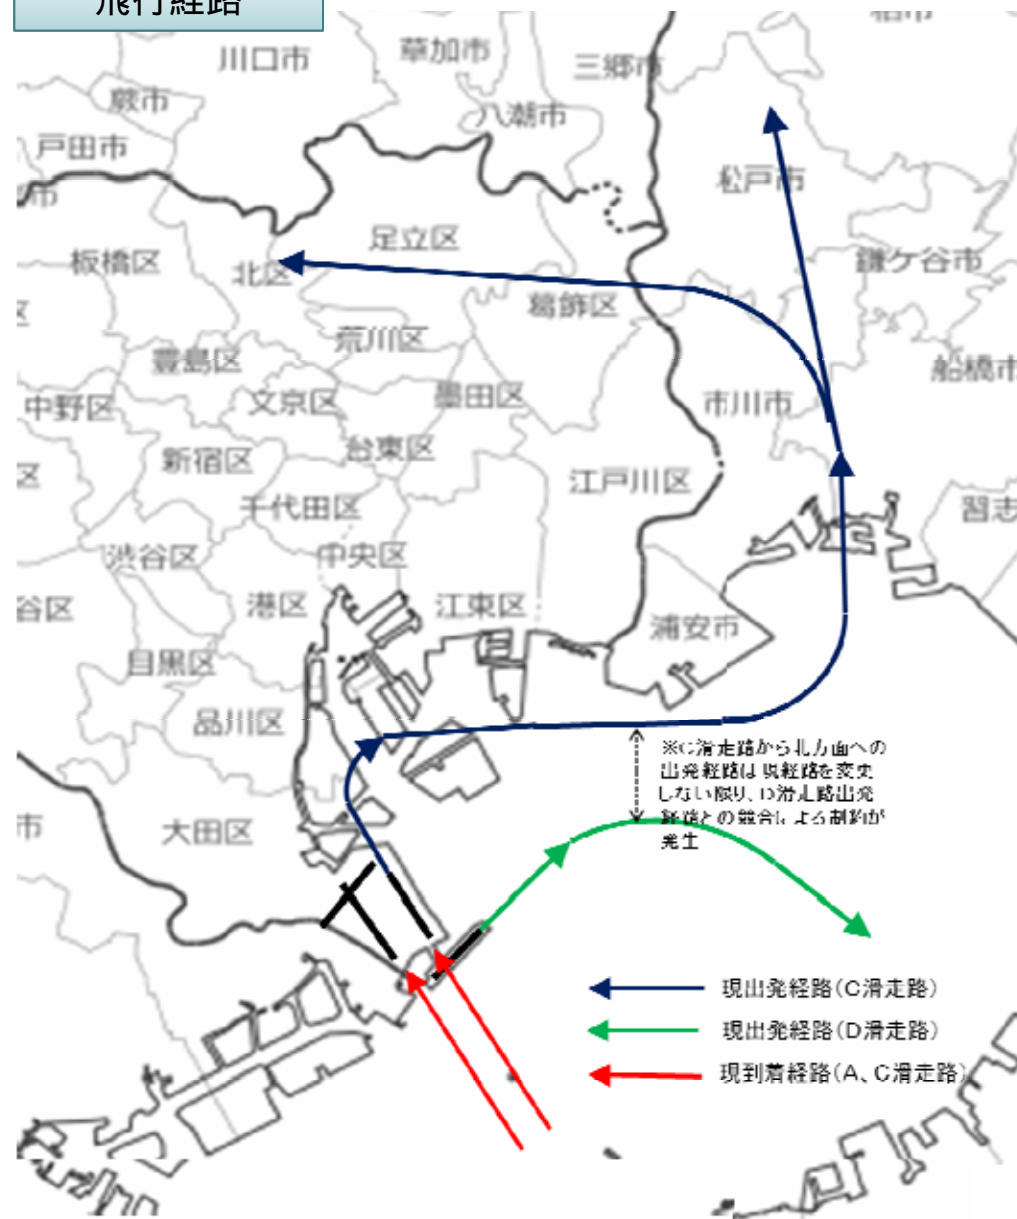 飛行経路
川口市
草加市
三郷市
柏市
蕨市
八潮市
戸田市
松戸市
市
足立区
板橋区
北区
鎌ケ谷市
葛飾区
区
荒川区
豊島区
船橋市
中野区
文京区
墨田区
市川市
台東区
新宿区
区
江戸川区
千代田区
習志
渋谷区
中央区
谷区
港区
江東区
浦安市
目黒区
品川区
※C滑走路から北方面への
出発経路は現経路を変更
しない限り、D滑走路出発
経路との競合による制約が
発生
市
大田区
現出発経路(C滑走路)
現出発経路(D滑走路)
現到着経路(A、C滑走路)